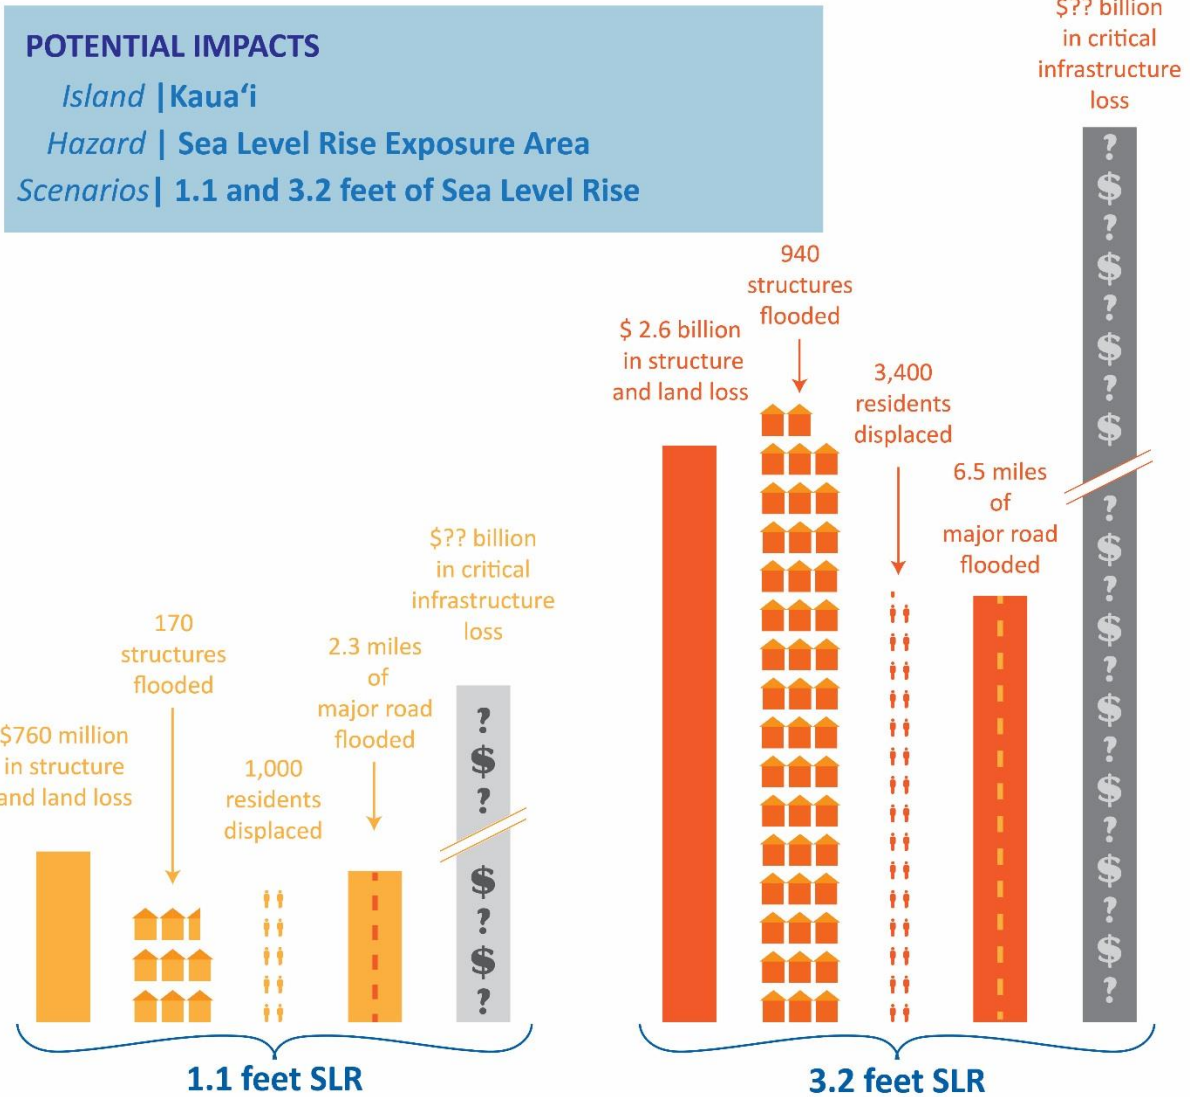 POTENTIAL IMPACTS
Island |Kauaʻi
Hazard | Sea Level Rise Exposure Area
Scenarios| 1.1 and 3.2 feet of Sea Level Rise
$760 million
in structure
and land loss
170
structures
flooded
1,000
residents
displaced
2.3 miles
of
major road
flooded
$?? billion
in critical
infrastructure
loss
?
$
?
$
?
$
?
1.1 feet SLR
$ 2.6 billion
in structure
and land loss
940
structures
flooded
3,400
residents
displaced
6.5 miles
of
major road
flooded
$?? billion
in critical
infrastructure
loss
?
$
?
$
?
$
?
$
?
$
?
$
?
$
?
$
?
$
?
$
?
3.2 feet SLR